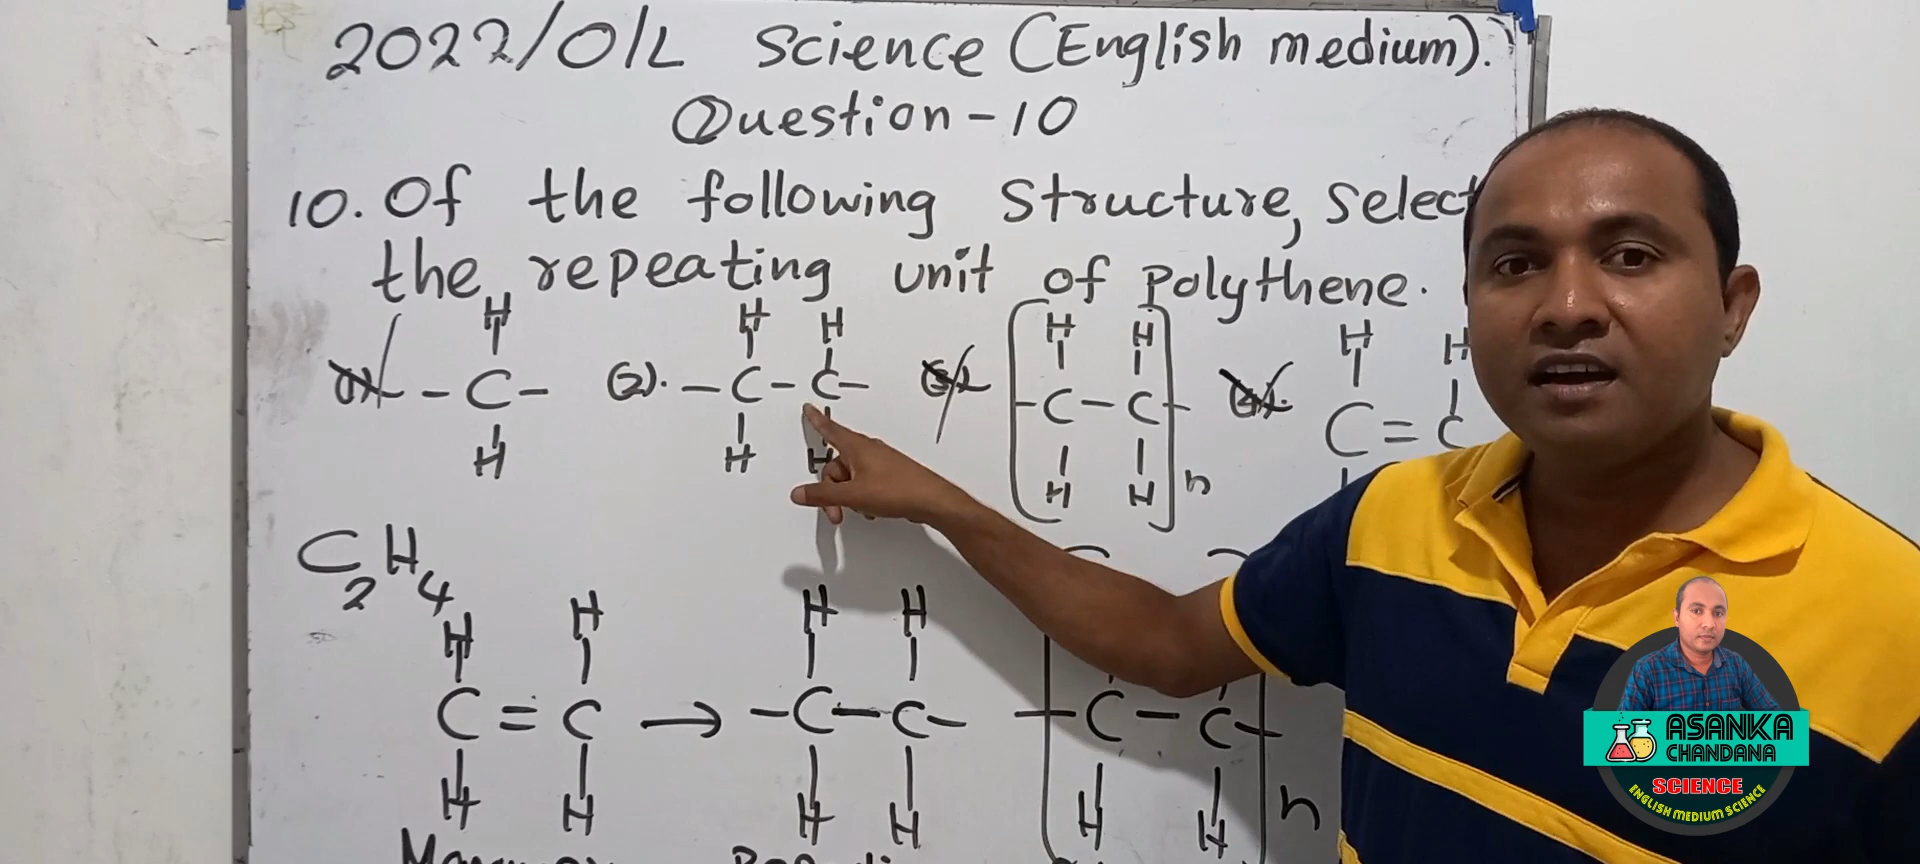 2022/O/L Science (English medium).
Question-10
10. Of the following Structure, select
the repeating unit of Polythene.
H H H H H H H
(2). -C- -C-C- -C-C- C=C
H H H H H n
C2H4
H H H H
C=C → -C-C- -C-C-
H H H H H H n
ASANKA
CHANDANA
SCIENCE
ENGLISH MEDIUM SCIENCE